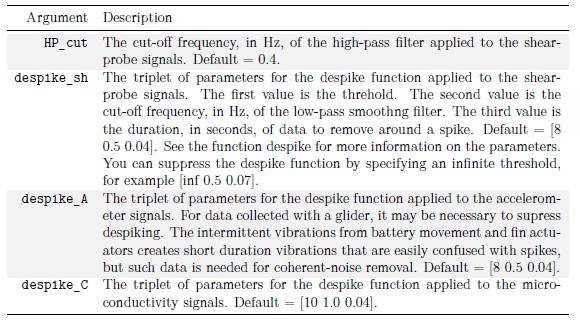 Argument Description
HP_cut The cut-off frequency, in Hz, of the high-pass filter applied to the shear-
probe signals. Default = 0.4.
despike_sh The triplet of parameters for the despike function applied to the shear-
probe signals. The first value is the threhold. The second value is the
cut-off frequency, in Hz, of the low-pass smoothng filter. The third value is
the duration, in seconds, of data to remove around a spike. Default = [8
0.5 0.04]. See the function despike for more information on the parameters.
You can suppress the despike function by specifying an infinite threshold,
for example [inf 0.5 0.07].
despike_A The triplet of parameters for the despike function applied to the accelerom-
eter signals. For data collected with a glider, it may be necessary to supress
despiking. The intermittent vibrations from battery movement and fin actu-
ators creates short duration vibrations that are easily confused with spikes,
but such data is needed for coherent-noise removal. Default = [8 0.5 0.04].
despike_C The triplet of parameters for the despike function applied to the micro-
conductivity signals. Default = [10 1.0 0.04].